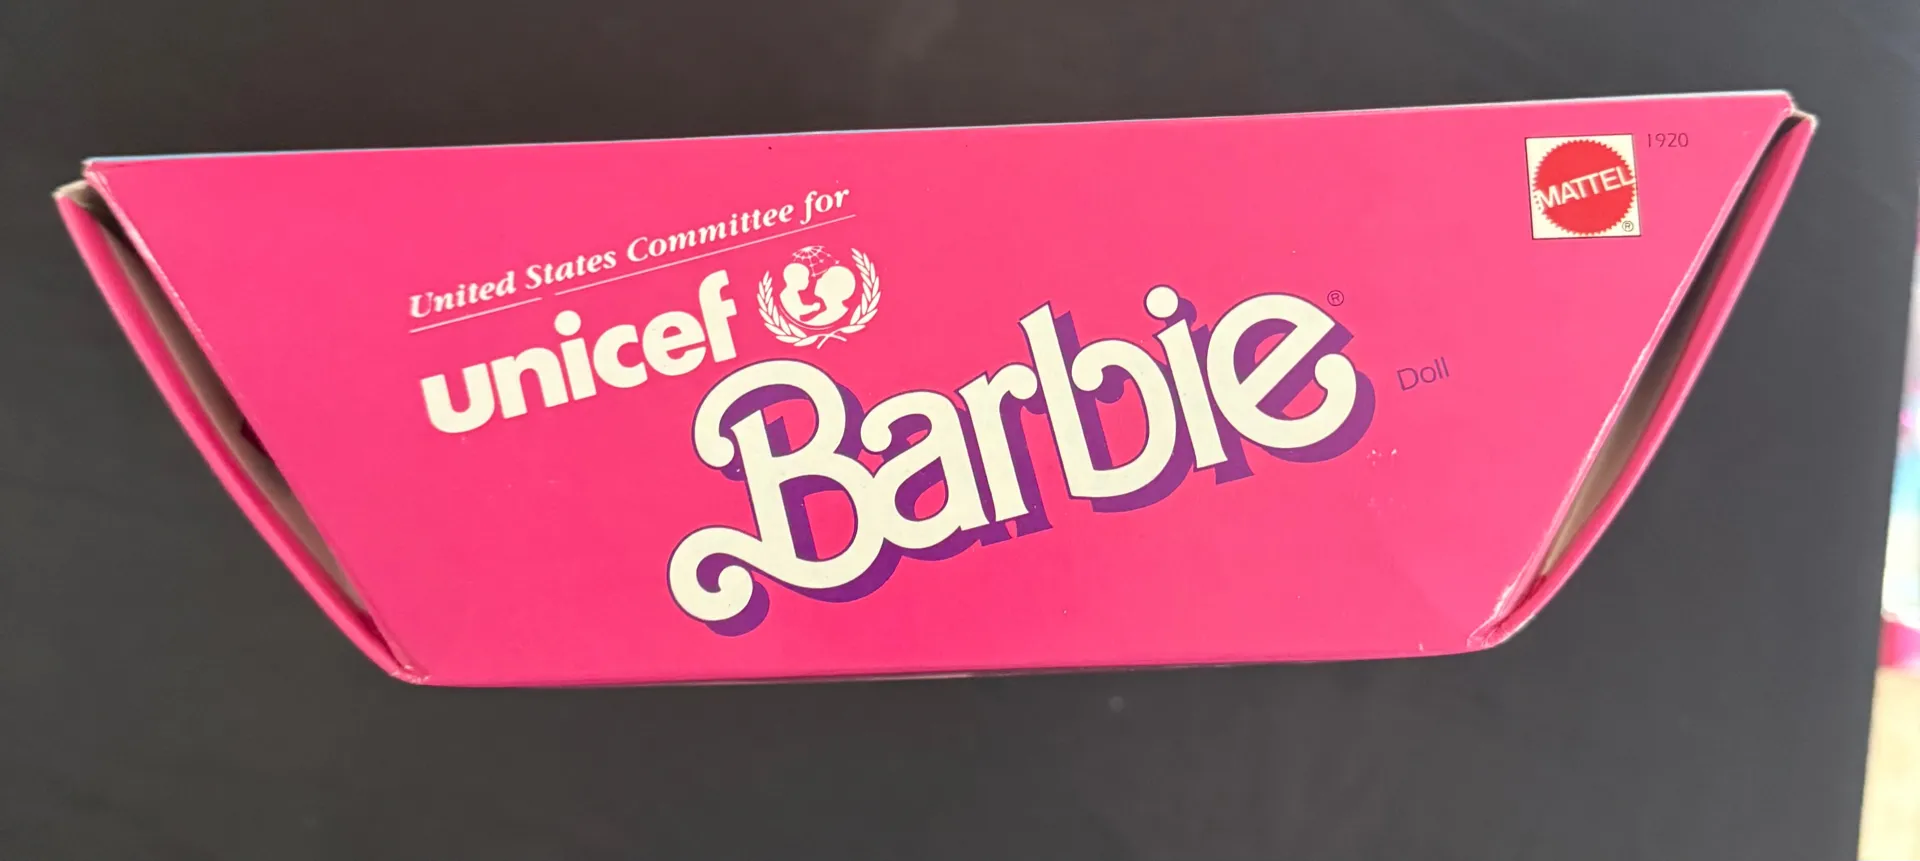 United States Committee for
unicef
Barbie® Doll
MATTEL®
1920